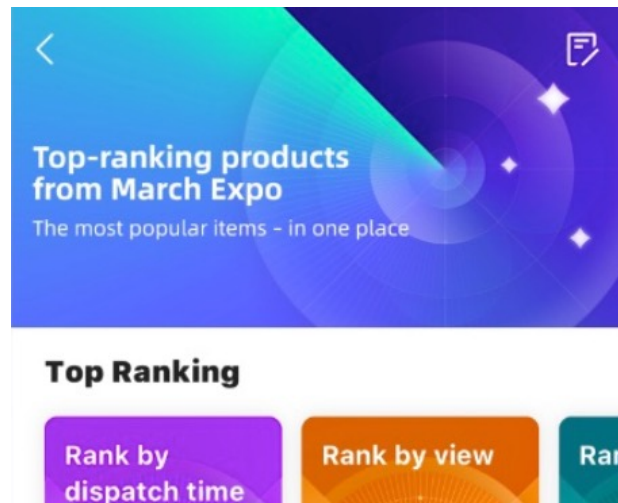 Top-ranking products
from March Expo
The most popular items - in one place
Top Ranking
Rank by
dispatch time
Rank by view